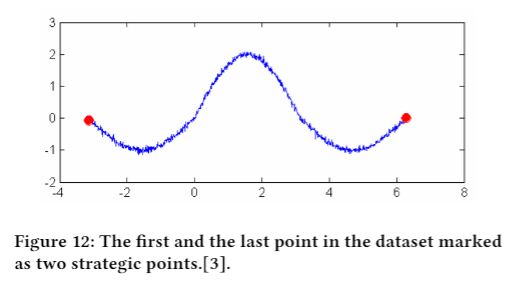 3
2
1
0
-1
-2
-4 -2 0 2 4 6 8
Figure 12: The first and the last point in the dataset marked
as two strategic points.[3].